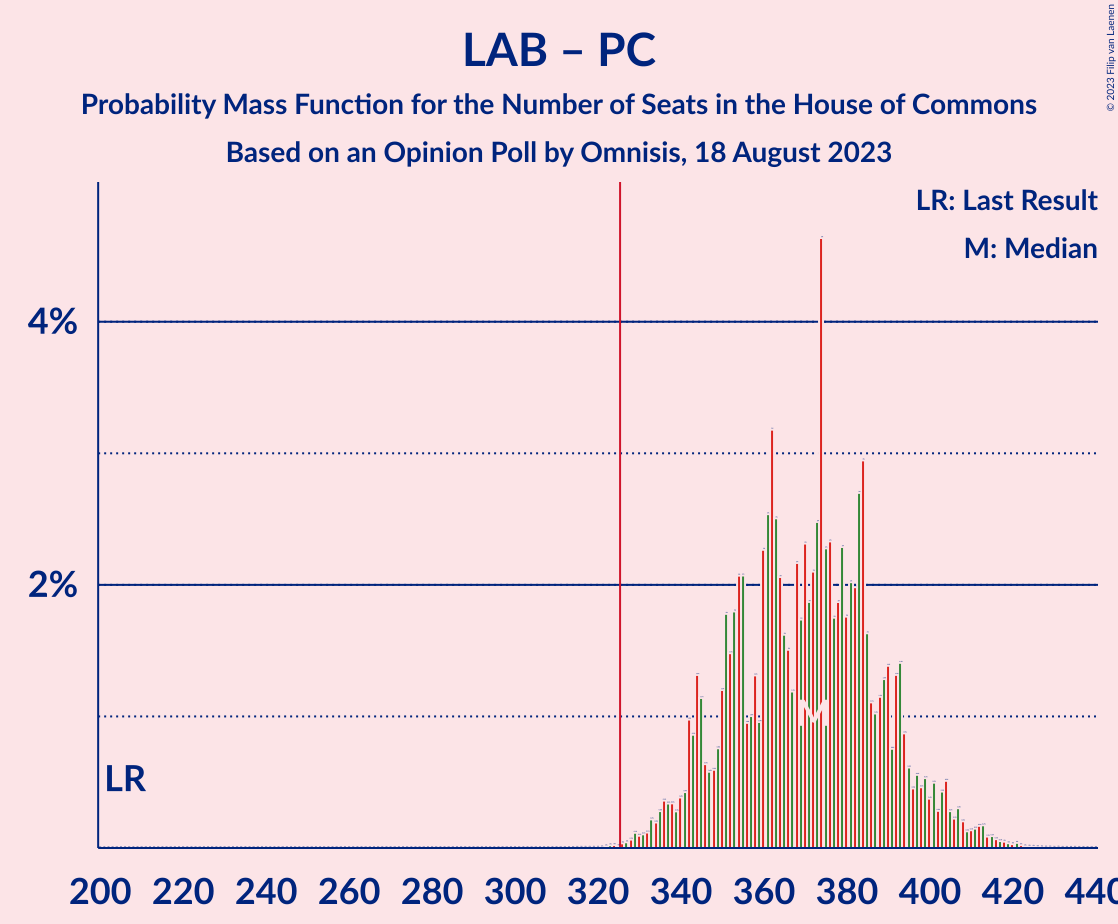 LAB – PC
Probability Mass Function for the Number of Seats in the House of Commons
Based on an Opinion Poll by Omnisis, 18 August 2023
© 2023 Filip van Laenen
LR: Last Result
M: Median
4%
2%
LR
M
200 220 240 260 280 300 320 340 360 380 400 420 440